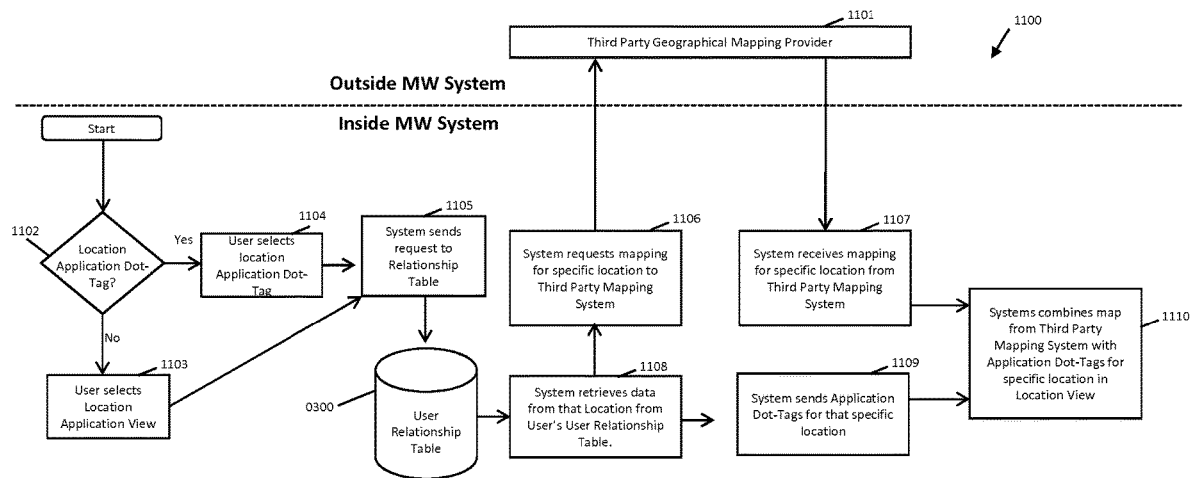 1101
Third Party Geographical Mapping Provider
1100
Outside MW System
Inside MW System
Start
1102
Location
Application Dot-
Tag?
Yes
No
1104
User selects
location
Application Dot-
Tag
1103
User selects
Location
Application View
1105
System sends
request to
Relationship
Table
0300
User
Relationship
Table
1106
System requests mapping
for specific location to
Third Party Mapping
System
1108
System retrieves data
from that Location from
User's User Relationship
Table.
1107
System receives mapping
for specific location from
Third Party Mapping
System
1109
System sends Application
Dot-Tags for that specific
location
1110
Systems combines map
from Third Party
Mapping System with
Application Dot-Tags for
specific location in
Location View